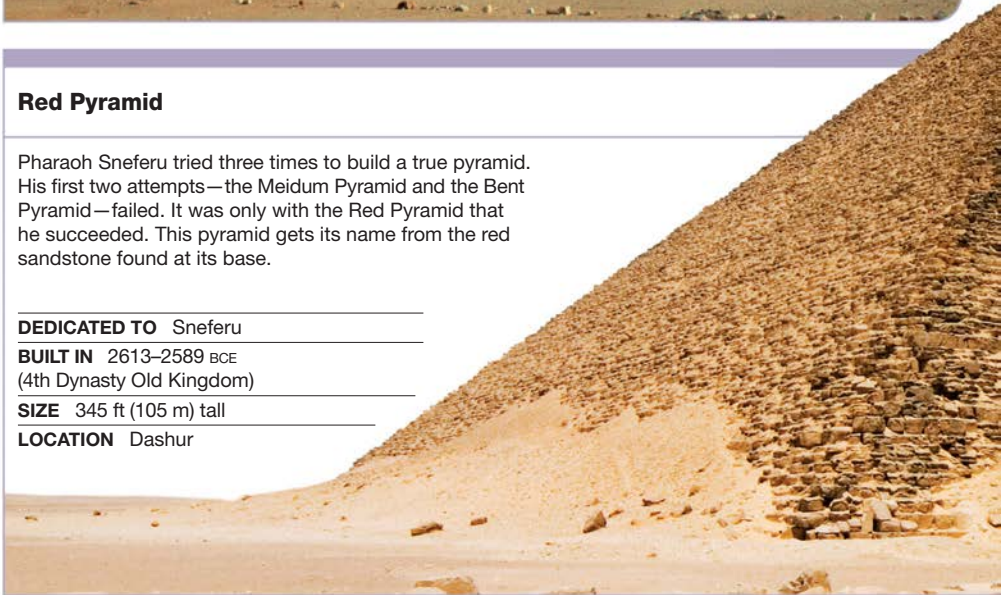 Red Pyramid
Pharaoh Sneferu tried three times to build a true pyramid.
His first two attempts—the Meidum Pyramid and the Bent
Pyramid—failed. It was only with the Red Pyramid that
he succeeded. This pyramid gets its name from the red
sandstone found at its base.
DEDICATED TO Sneferu
BUILT IN 2613–2589 BCE
(4th Dynasty Old Kingdom)
SIZE 345 ft (105 m) tall
LOCATION Dashur